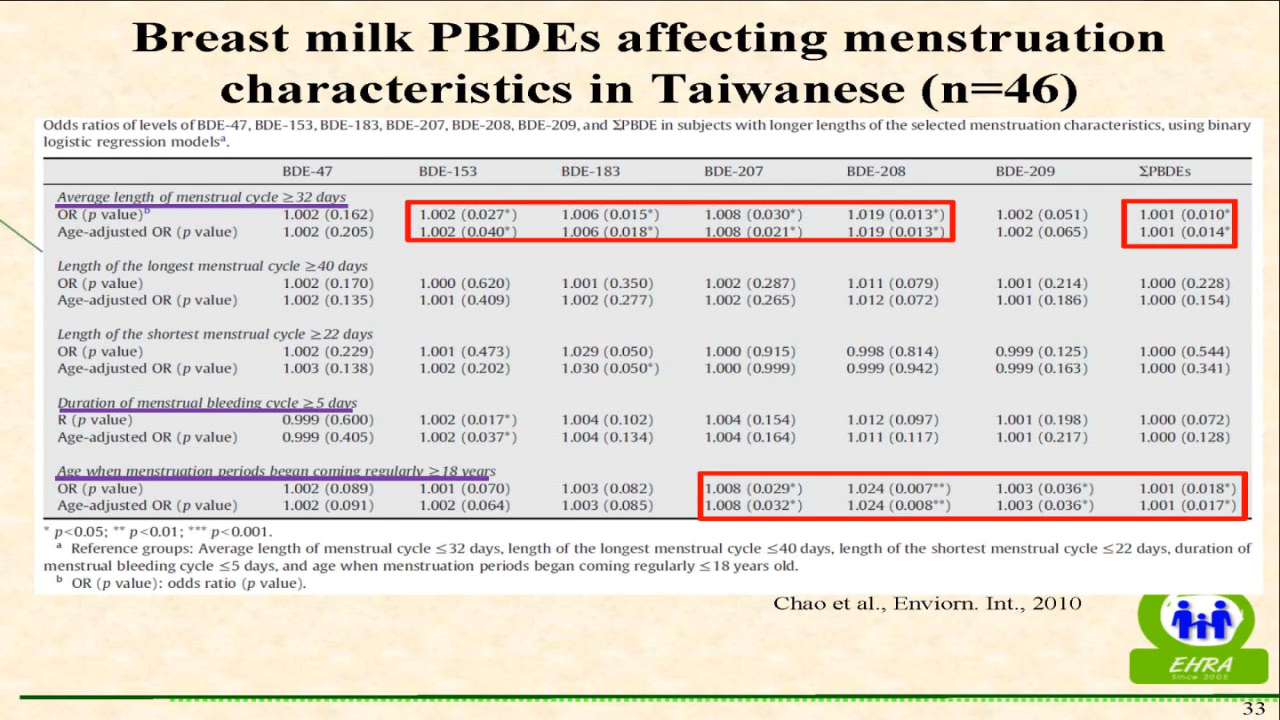 Breast milk PBDEs affecting menstruation
characteristics in Taiwanese (n=46)
Odds ratios of levels of BDE-47, BDE-153, BDE-183, BDE-207, BDE-208, BDE-209, and ΣPBDE in subjects with longer lengths of the selected menstruation characteristics, using binary
logistic regression modelsᵃ.
BDE-47 BDE-153 BDE-183 BDE-207 BDE-208 BDE-209 ΣPBDEs
Average length of menstrual cycle ≥32 days
OR (p value)ᵇ 1.002 (0.162) 1.002 (0.027*) 1.006 (0.015*) 1.008 (0.030*) 1.019 (0.013*) 1.002 (0.051) 1.001 (0.010*
Age-adjusted OR (p value) 1.002 (0.205) 1.002 (0.040*) 1.006 (0.018*) 1.008 (0.021*) 1.019 (0.013*) 1.002 (0.065) 1.001 (0.014*
Length of the longest menstrual cycle ≥40 days
OR (p value) 1.002 (0.170) 1.000 (0.620) 1.001 (0.350) 1.002 (0.287) 1.011 (0.079) 1.001 (0.214) 1.000 (0.228)
Age-adjusted OR (p value) 1.002 (0.135) 1.001 (0.409) 1.002 (0.277) 1.002 (0.265) 1.012 (0.072) 1.001 (0.186) 1.000 (0.154)
Length of the shortest menstrual cycle ≥22 days
OR (p value) 1.002 (0.229) 1.001 (0.473) 1.029 (0.050) 1.000 (0.915) 0.998 (0.814) 0.999 (0.125) 1.000 (0.544)
Age-adjusted OR (p value) 1.003 (0.138) 1.002 (0.202) 1.030 (0.050*) 1.000 (0.999) 0.999 (0.942) 0.999 (0.163) 1.000 (0.341)
Duration of menstrual bleeding cycle ≥5 days
R (p value) 0.999 (0.600) 1.002 (0.017*) 1.004 (0.102) 1.004 (0.154) 1.012 (0.097) 1.001 (0.198) 1.000 (0.072)
Age-adjusted OR (p value) 0.999 (0.405) 1.002 (0.037*) 1.004 (0.134) 1.004 (0.164) 1.011 (0.117) 1.001 (0.217) 1.000 (0.128)
Age when menstruation periods began coming regularly ≥18 years
OR (p value) 1.002 (0.089) 1.001 (0.070) 1.003 (0.082) 1.008 (0.029*) 1.024 (0.007**) 1.003 (0.036*) 1.001 (0.018*)
Age-adjusted OR (p value) 1.002 (0.091) 1.002 (0.064) 1.003 (0.085) 1.008 (0.032*) 1.024 (0.008**) 1.003 (0.036*) 1.001 (0.017*)
* p<0.05; ** p<0.01; *** p<0.001.
ᵃ Reference groups: Average length of menstrual cycle ≤32 days, length of the longest menstrual cycle ≤40 days, length of the shortest menstrual cycle ≤22 days, duration of
menstrual bleeding cycle ≤5 days, and age when menstruation periods began coming regularly ≤18 years old.
ᵇ OR (p value): odds ratio (p value).
Chao et al., Enviorn. Int., 2010
EHRA
Since 2005
33